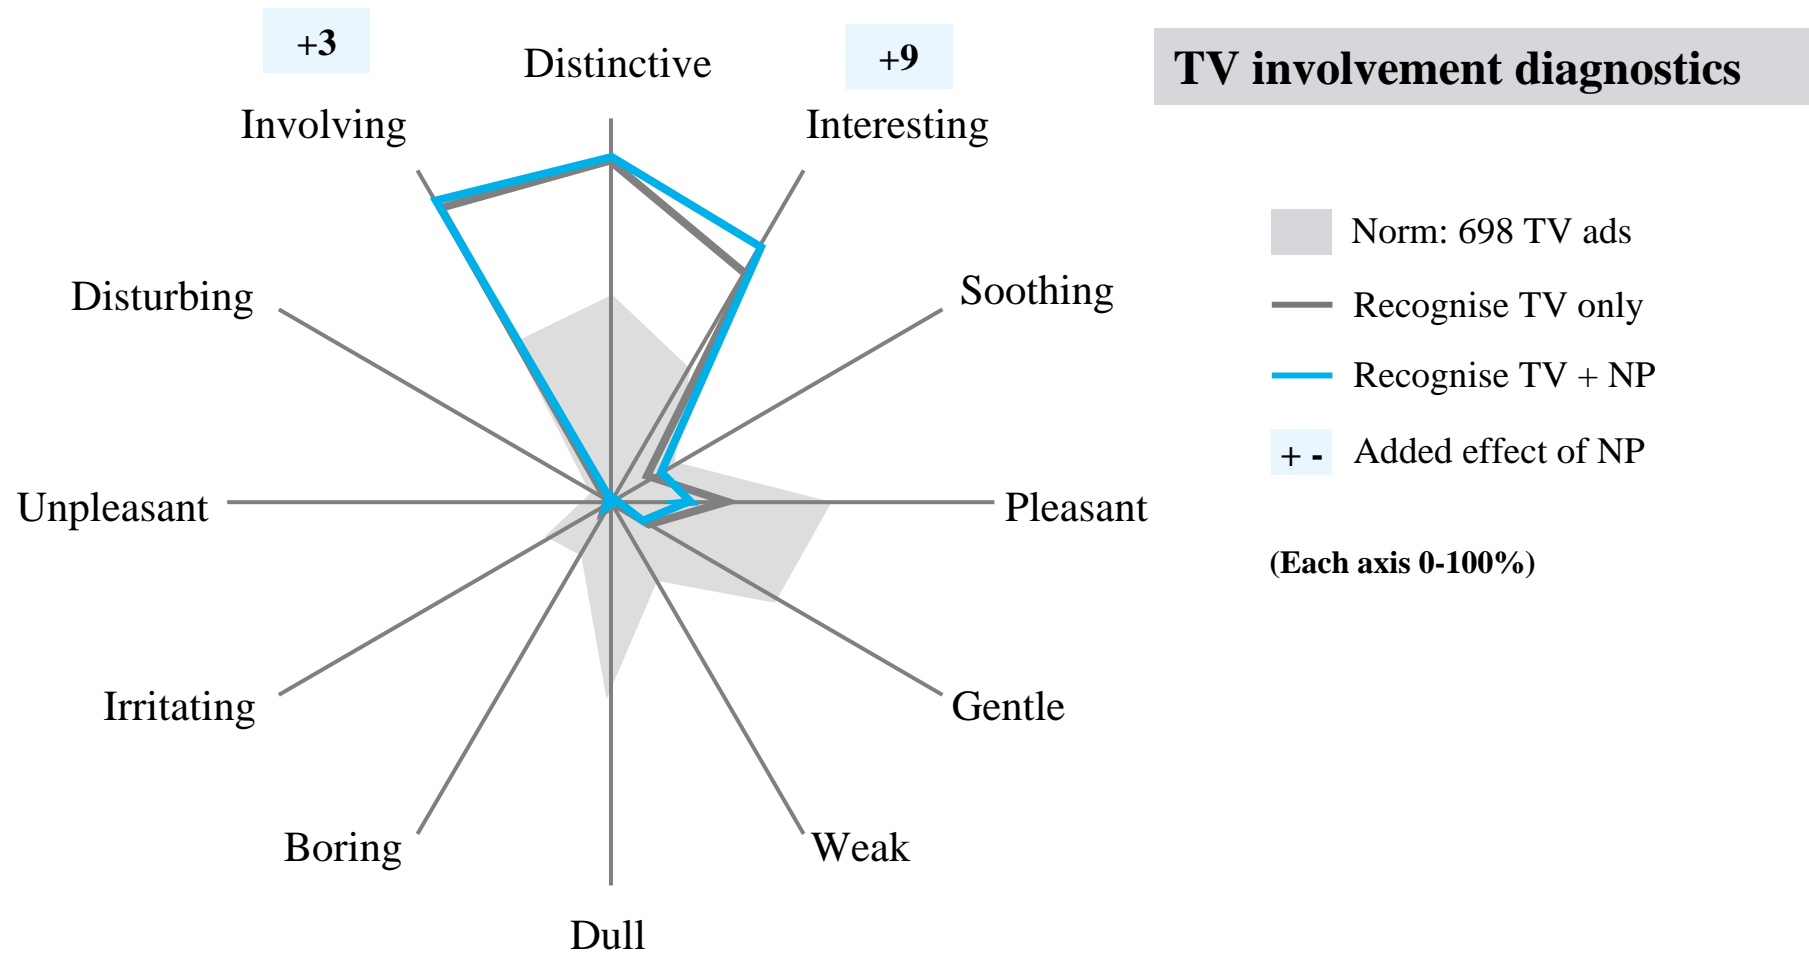 +3
Distinctive
+9
TV involvement diagnostics
Involving
Interesting
Norm: 698 TV ads
Disturbing
Soothing
Recognise TV only
Recognise TV + NP
+ - Added effect of NP
Unpleasant
Pleasant
(Each axis 0-100%)
Irritating
Gentle
Boring
Weak
Dull